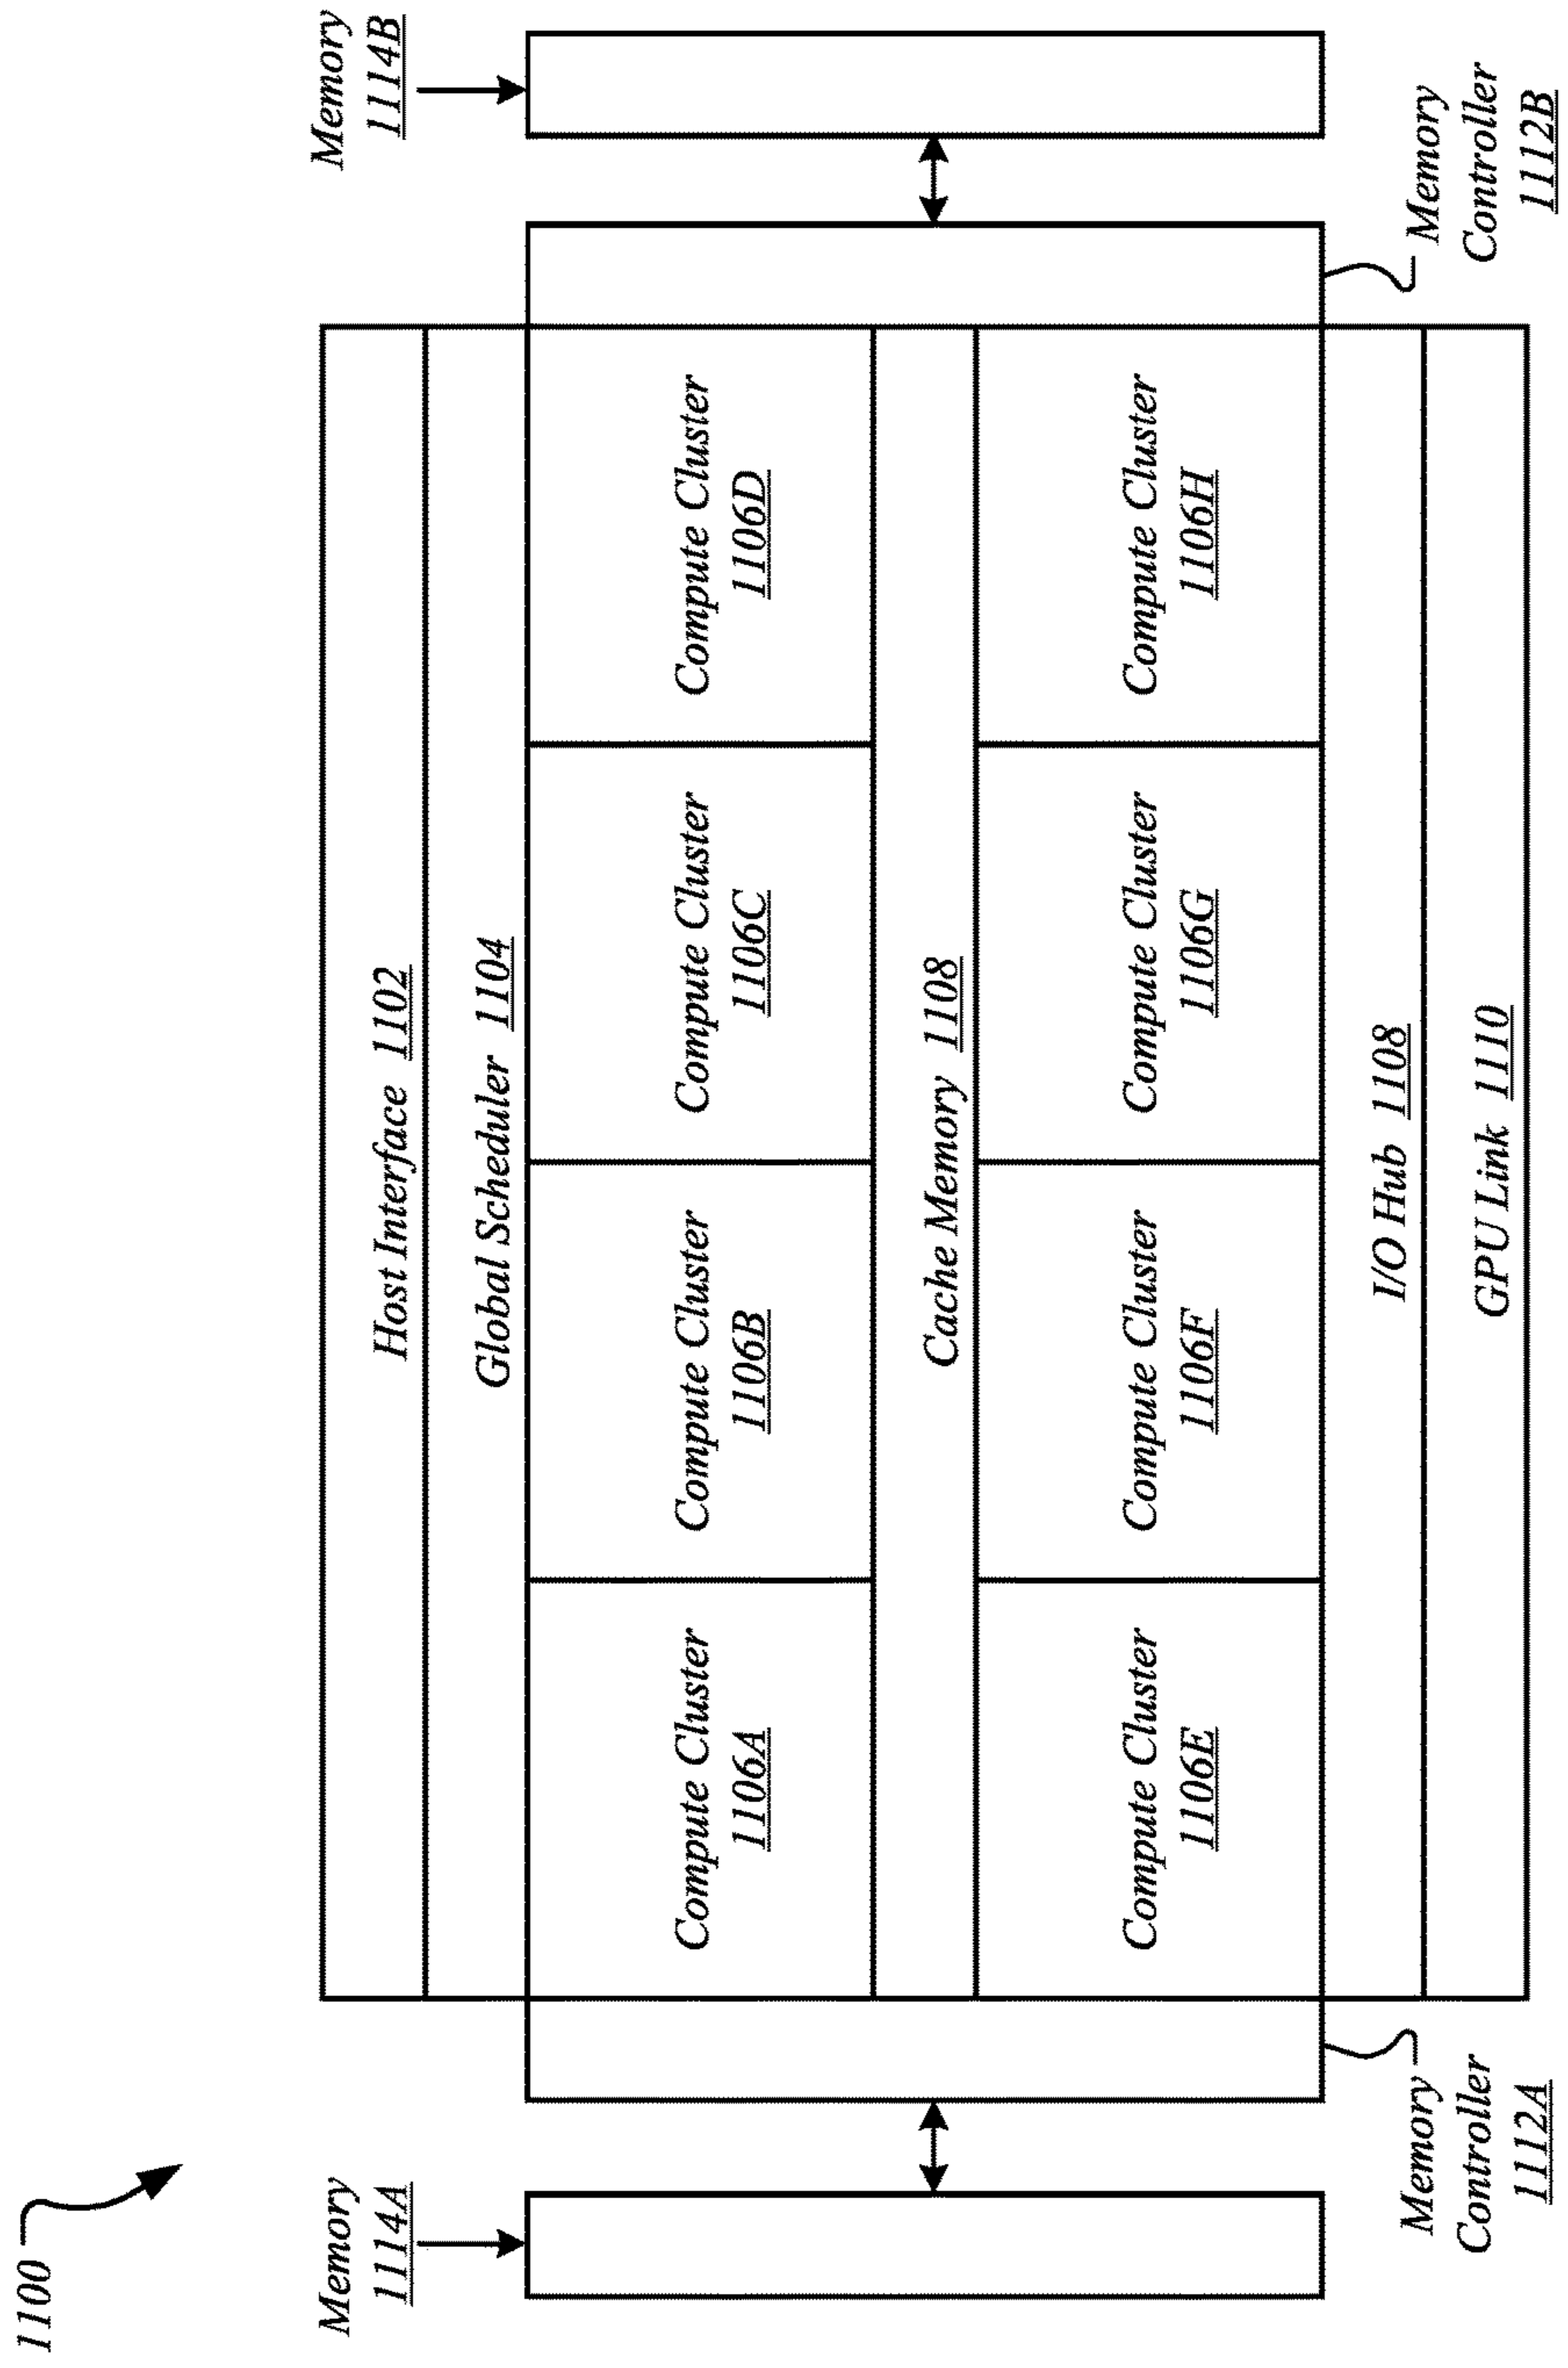 1100
Memory
1114A
Memory
1114B
Host Interface 1102
Global Scheduler 1104
Compute Cluster
1106A
Compute Cluster
1106B
Compute Cluster
1106C
Compute Cluster
1106D
Cache Memory 1108
Compute Cluster
1106E
Compute Cluster
1106F
Compute Cluster
1106G
Compute Cluster
1106H
I/O Hub 1108
GPU Link 1110
Memory
Controller
1112A
Memory
Controller
1112B